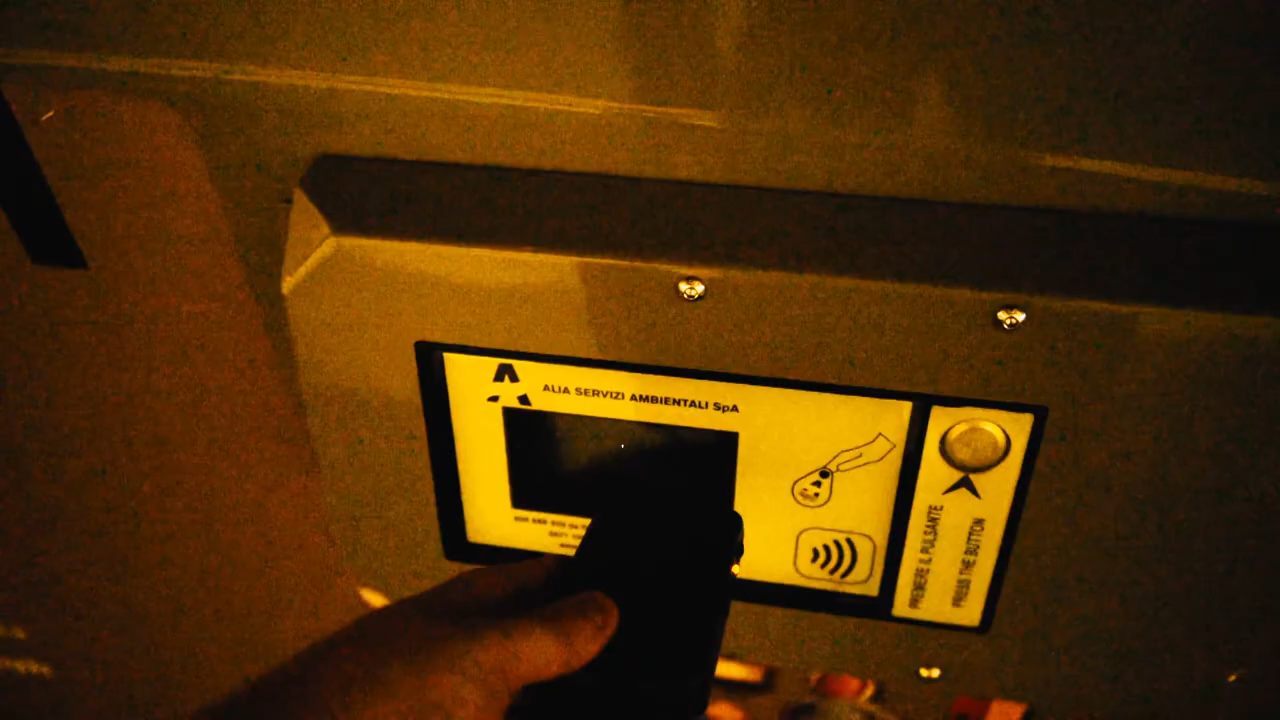 ALIA SERVIZI AMBIENTALI SpA
PREMERE IL PULSANTE
PRESS THE BUTTON